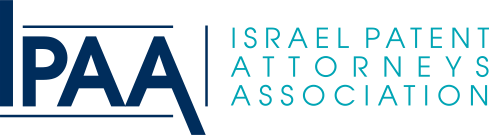 IPAA
ISRAEL PATENT
ATTORNEYS
ASSOCIATION